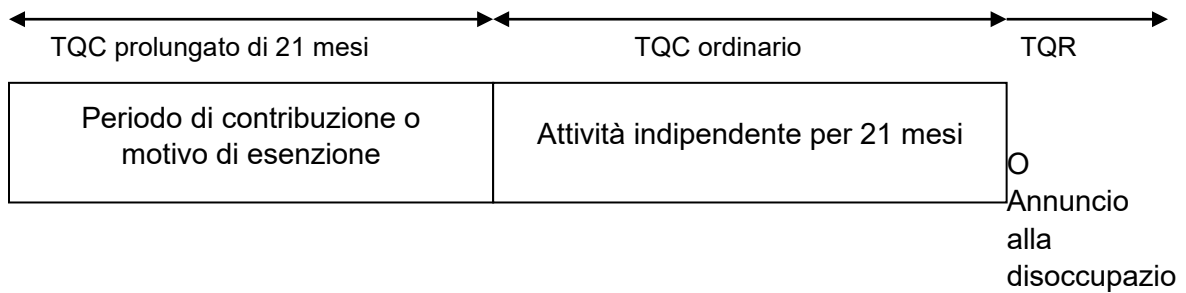 TQC prolungato di 21 mesi
TQC ordinario
TQR
Periodo di contribuzione o
motivo di esenzione
Attività indipendente per 21 mesi
O
Annuncio
alla
disoccupazio